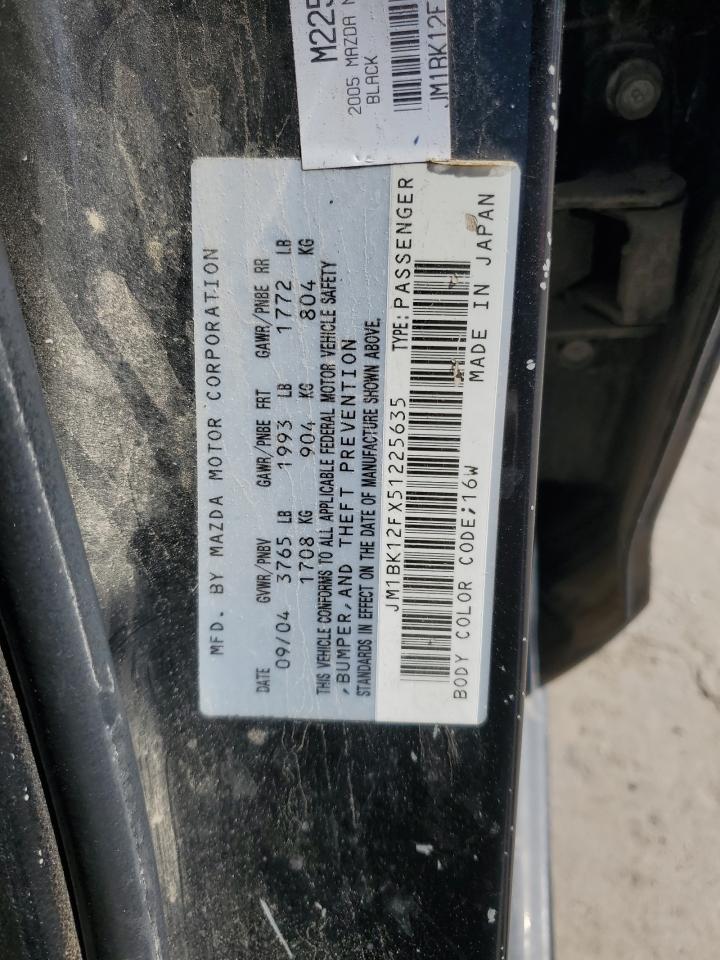 M225
2005 MAZDA
BLACK
JM1BK12F
MFD. BY MAZDA MOTOR CORPORATION
DATE GVWR/PNBV GAWR/PNBE FRT GAWR/PNBE RR
09/04 3765 LB 1993 LB 1772 LB
1708 KG 904 KG 804 KG
THIS VEHICLE CONFORMS TO ALL APPLICABLE FEDERAL MOTOR VEHICLE SAFETY
,BUMPER,AND THEFT PREVENTION
STANDARDS IN EFFECT ON THE DATE OF MANUFACTURE SHOWN ABOVE.
JM1BK12FX51225635 TYPE:PASSENGER
BODY COLOR CODE;16W MADE IN JAPAN